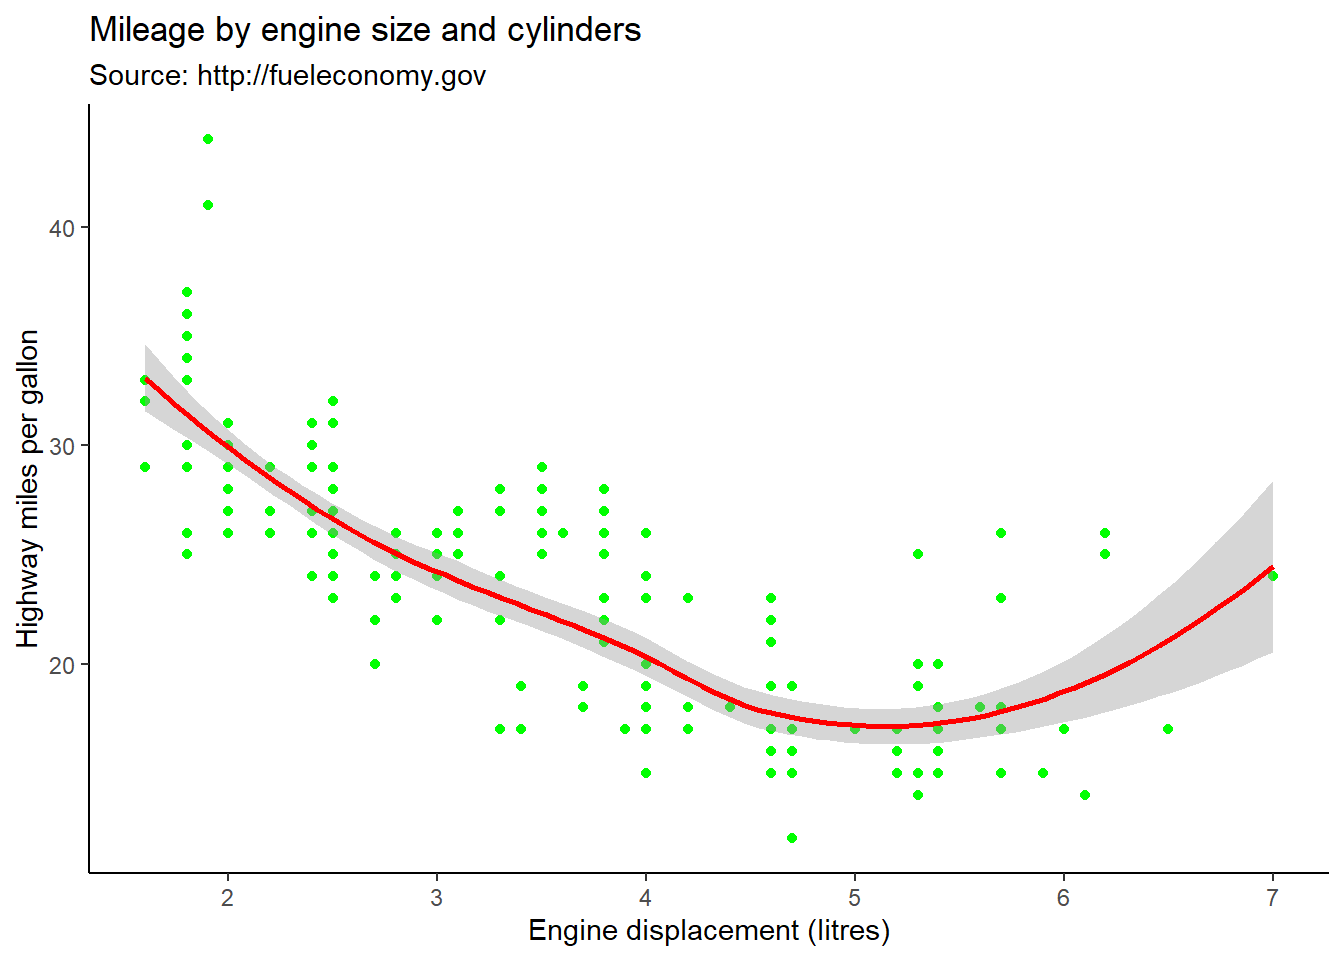 Mileage by engine size and cylinders
Source: http://fueleconomy.gov
Highway miles per gallon
40
30
20
2 3 4 5 6 7
Engine displacement (litres)